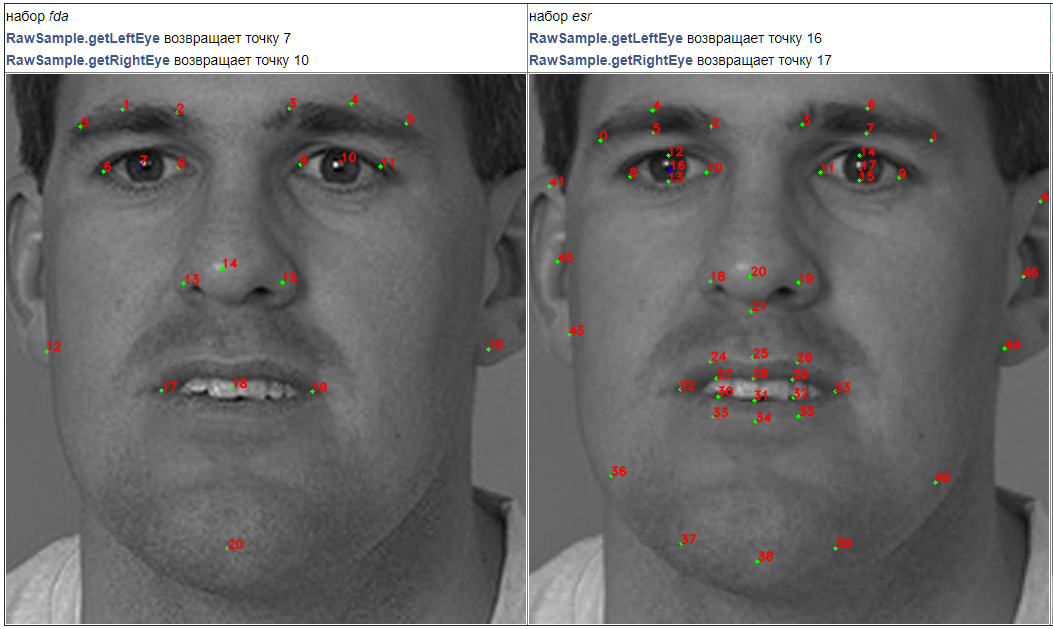 набор fda
RawSample.getLeftEye возвращает точку 7
RawSample.getRightEye возвращает точку 10
1 2 3 4
0 5
6 7 8 9 10 11
14
13 15
12 16
17 18 19
20
набор esr
RawSample.getLeftEye возвращает точку 16
RawSample.getRightEye возвращает точку 17
4 6
0 5 2 3 7 1
12 14
8 16 10 11 17 9
13 15
41
45 18 20 19 46
21
43 44
24 25 26
27 28 29
22 30 31 32 23
33 34 35
36 40
37 38 39